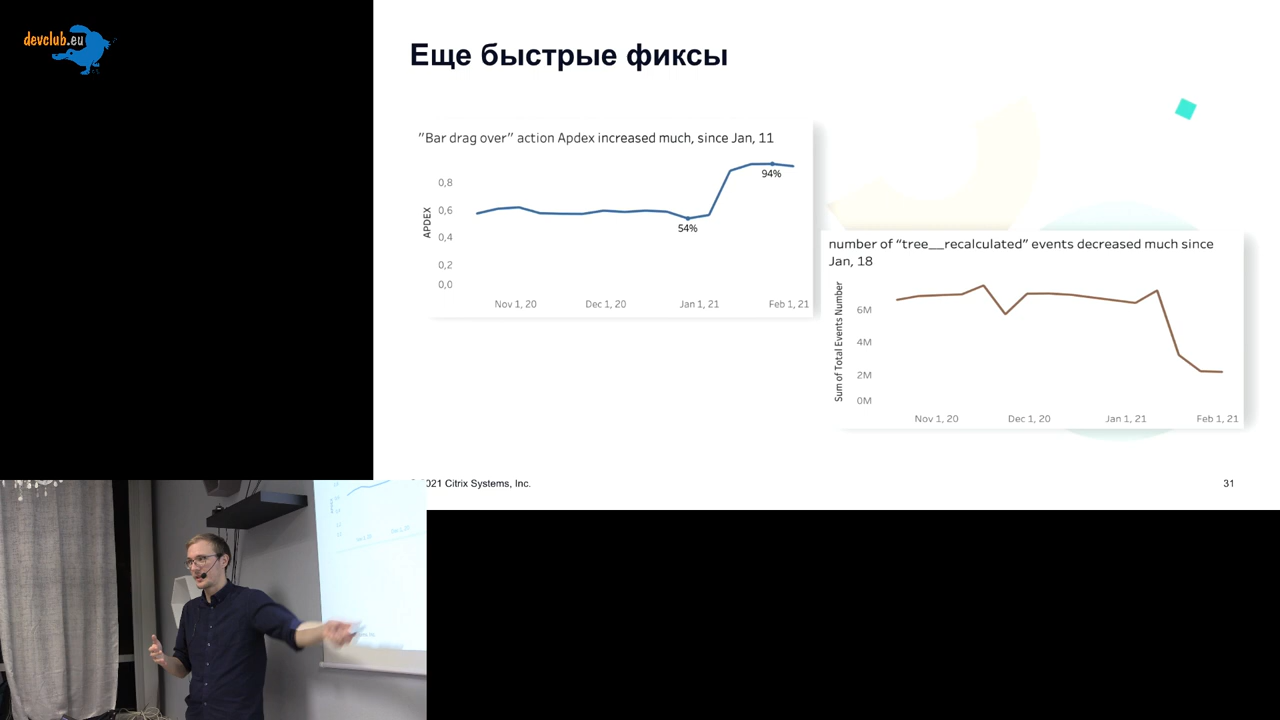 devclub.eu
Еще быстрые фиксы
”Bar drag over” action Apdex increased much, since Jan, 11
APDEX
0,8
0,6
0,4
0,2
0,0
94%
54%
Nov 1, 20
Dec 1, 20
Jan 1, 21
Feb 1, 21
number of “tree__recalculated” events decreased much since
Jan, 18
Sum of Total Events Number
6M
4M
2M
0M
Nov 1, 20
Dec 1, 20
Jan 1, 21
Feb 1, 21
2021 Citrix Systems, Inc.
31